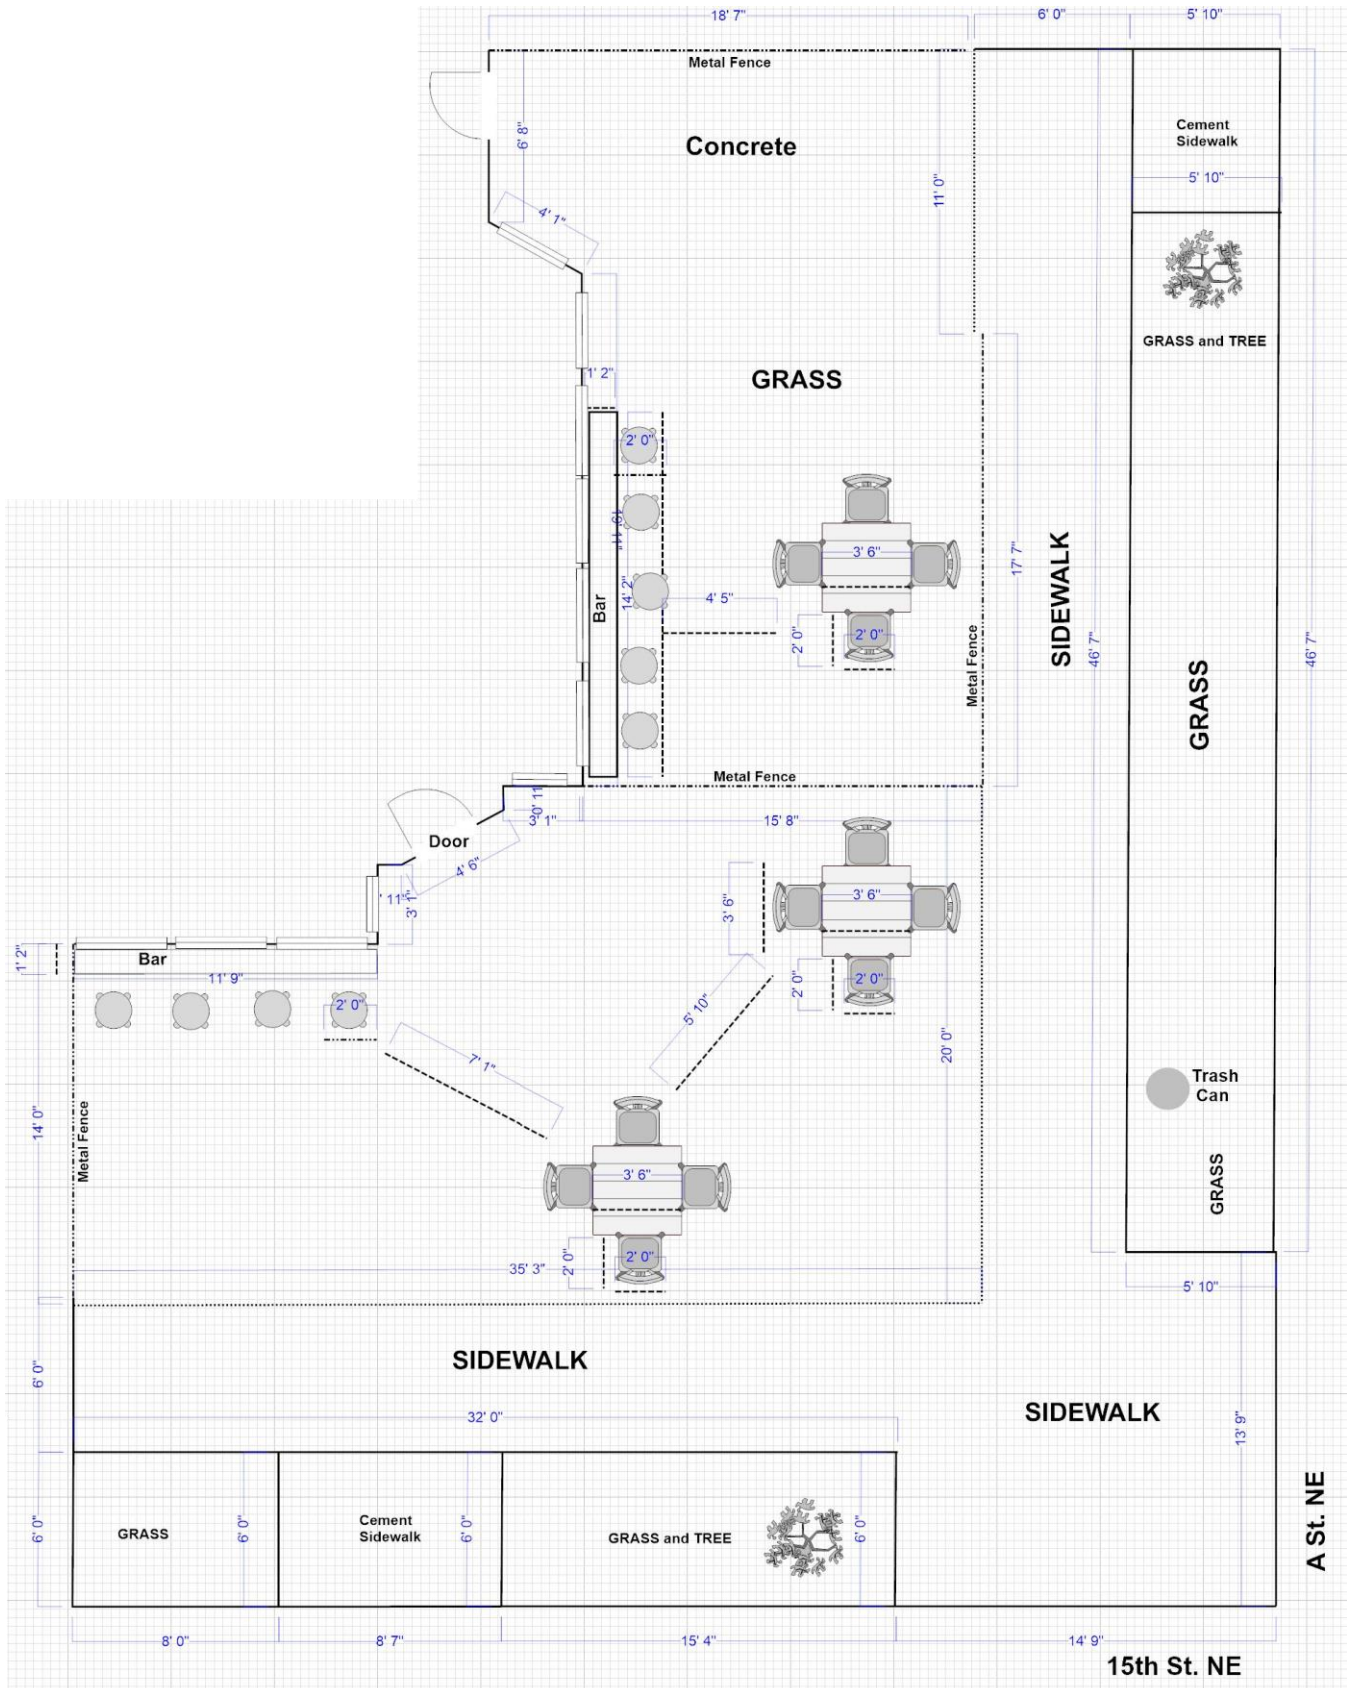 18' 7"
6' 0"
5' 10"
Metal Fence
Concrete
Cement
Sidewalk
6' 8"
5' 10"
11' 0"
4' 1"
GRASS and TREE
1' 2"
GRASS
2' 0"
14' 2"
Bar
3' 6"
4' 5"
2' 0"
2' 0"
17' 7"
Metal Fence
SIDEWALK
46' 7"
46' 7"
GRASS
Metal Fence
3' 1"
15' 8"
Door
4' 6"
3' 1"
3' 6"
3' 6"
2' 0"
2' 0"
1' 2"
Bar
11' 9"
2' 0"
5' 10"
7' 1"
20' 0"
Trash
Can
14' 0"
Metal Fence
3' 6"
GRASS
2' 0"
2' 0"
35' 3"
5' 10"
SIDEWALK
6' 0"
32' 0"
SIDEWALK
13' 9"
A St. NE
6' 0"
GRASS
6' 0"
Cement
Sidewalk
6' 0"
GRASS and TREE
6' 0"
8' 0"
8' 7"
15' 4"
14' 9"
15th St. NE